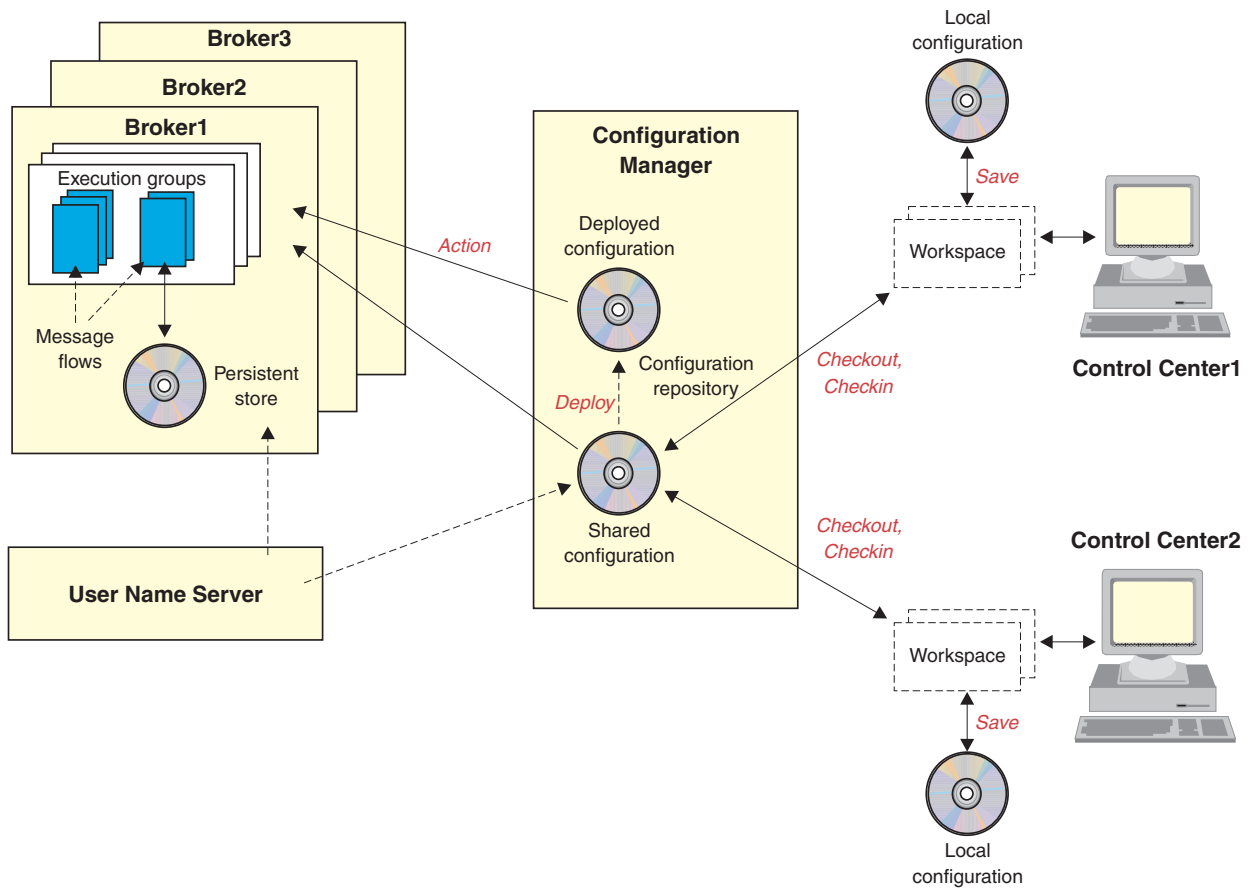 Broker3
Broker2
Broker1
Execution groups
Message
flows
Persistent
store
User Name Server
Action
Configuration
Manager
Deployed
configuration
Configuration
repository
Deploy
Shared
configuration
Local
configuration
Save
Workspace
Checkout,
Checkin
Control Center1
Checkout,
Checkin
Control Center2
Workspace
Save
Local
configuration